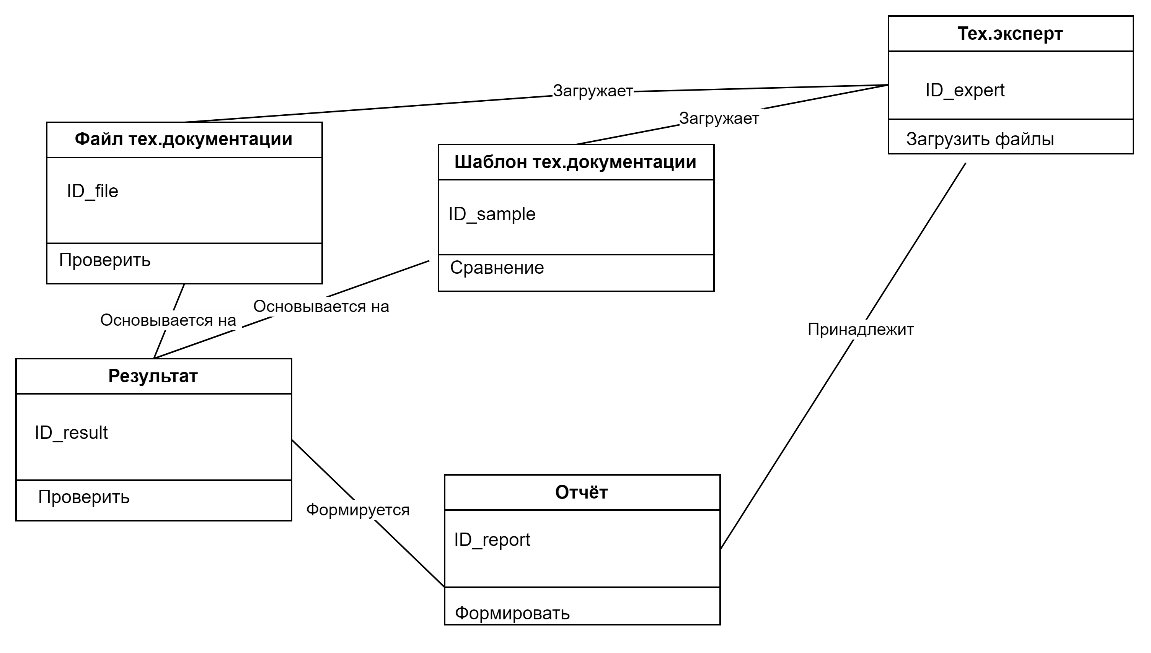 Тех.эксперт
ID_expert
Загрузить файлы
Загружает
Загружает
Файл тех.документации
ID_file
Проверить
Шаблон тех.документации
ID_sample
Сравнение
Основывается на
Основывается на
Результат
ID_result
Проверить
Принадлежит
Формируется
Отчёт
ID_report
Формировать